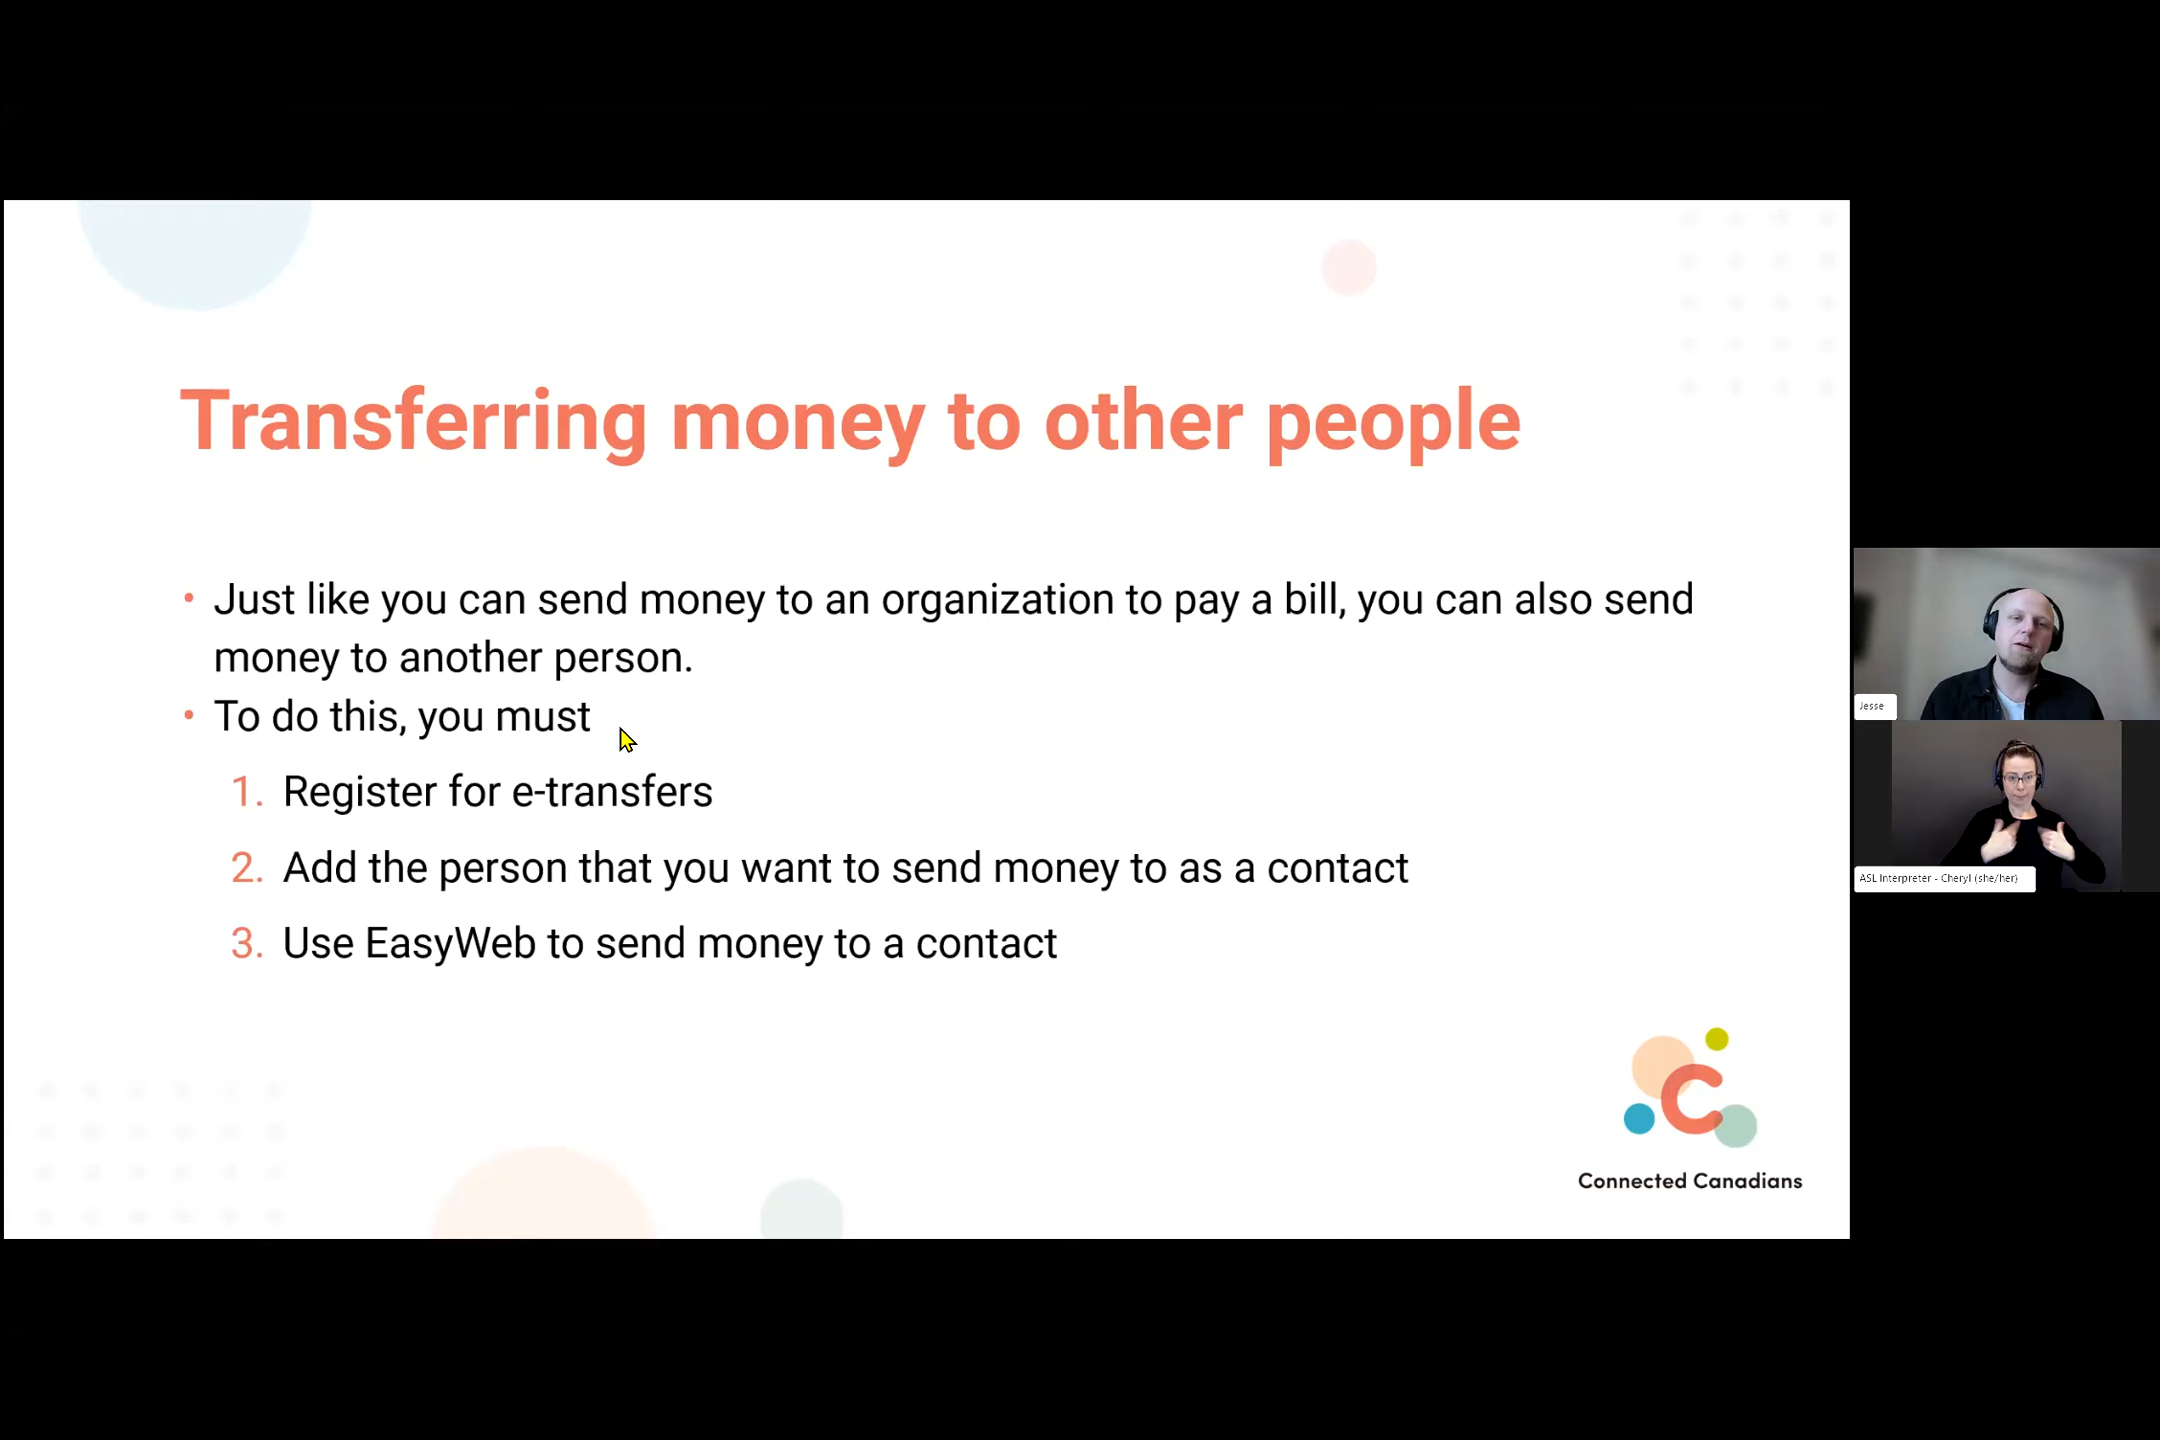 Transferring money to other people
• Just like you can send money to an organization to pay a bill, you can also send
money to another person.
• To do this, you must
1. Register for e-transfers
2. Add the person that you want to send money to as a contact
3. Use EasyWeb to send money to a contact
Connected Canadians
Jesse
ASL Interpreter - Cheryl (she/her)